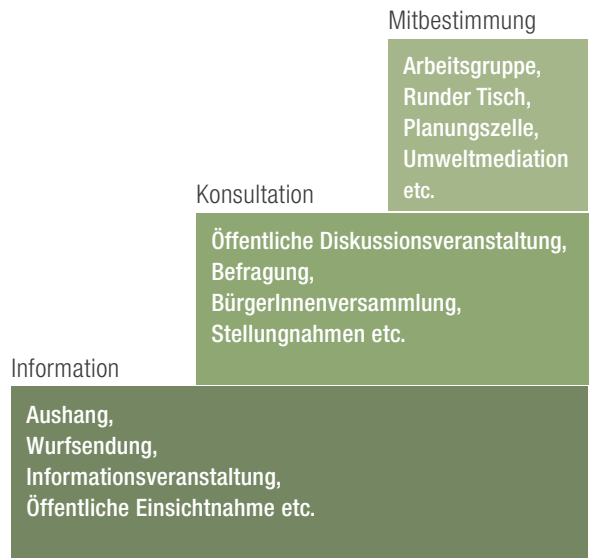 Mitbestimmung
Arbeitsgruppe,
Runder Tisch,
Planungszelle,
Umweltmediation
etc.
Konsultation
Öffentliche Diskussionsveranstaltung,
Befragung,
BürgerInnenversammlung,
Stellungnahmen etc.
Information
Aushang,
Wurfsendung,
Informationsveranstaltung,
Öffentliche Einsichtnahme etc.